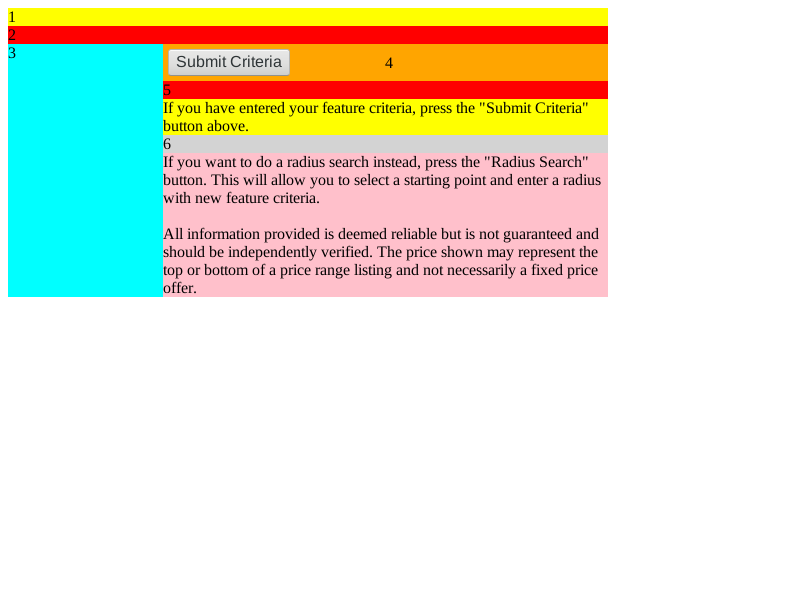 1
2
3
Submit Criteria 4
5
If you have entered your feature criteria, press the "Submit Criteria"
button above.
6
If you want to do a radius search instead, press the "Radius Search"
button. This will allow you to select a starting point and enter a radius
with new feature criteria.
All information provided is deemed reliable but is not guaranteed and
should be independently verified. The price shown may represent the
top or bottom of a price range listing and not necessarily a fixed price
offer.